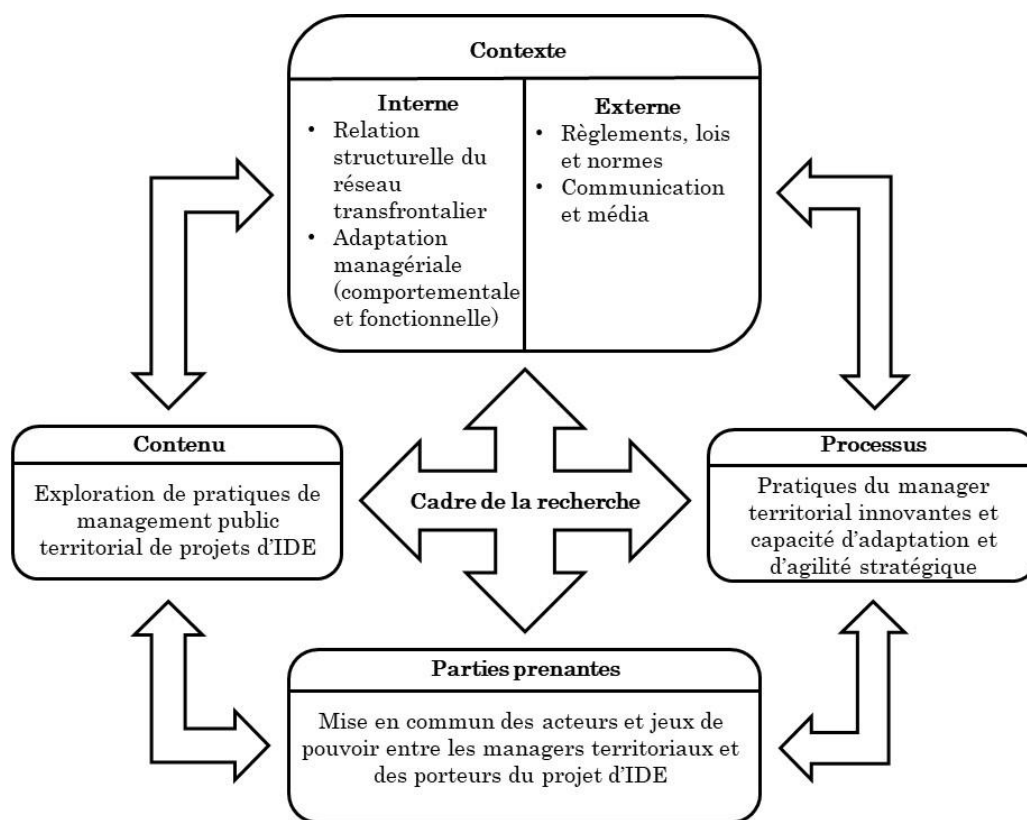 Contexte
Interne
• Relation
structurelle du
réseau
transfrontalier
• Adaptation
managériale
(comportementale
et fonctionnelle)
Externe
• Règlements, lois
et normes
• Communication
et média
Contenu
Exploration de pratiques de
management public
territorial de projets d'IDE
Cadre de la recherche
Processus
Pratiques du manager
territorial innovantes et
capacité d'adaptation et
d'agilité stratégique
Parties prenantes
Mise en commun des acteurs et jeux de
pouvoir entre les managers territoriaux et
des porteurs du projet d'IDE